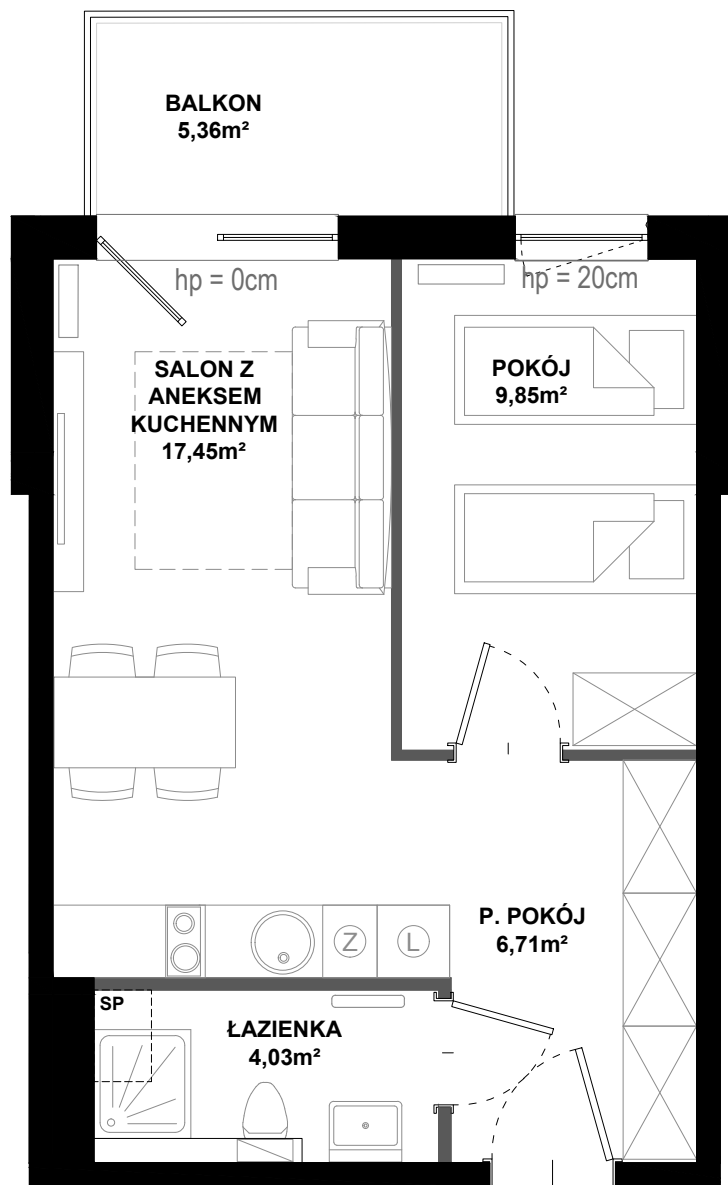 BALKON
5,36m²
hp = 0cm
hp = 20cm
SALON Z
ANEKSEM
KUCHENNYM
17,45m²
POKÓJ
9,85m²
P. POKÓJ
6,71m²
Z
L
SP
ŁAZIENKA
4,03m²